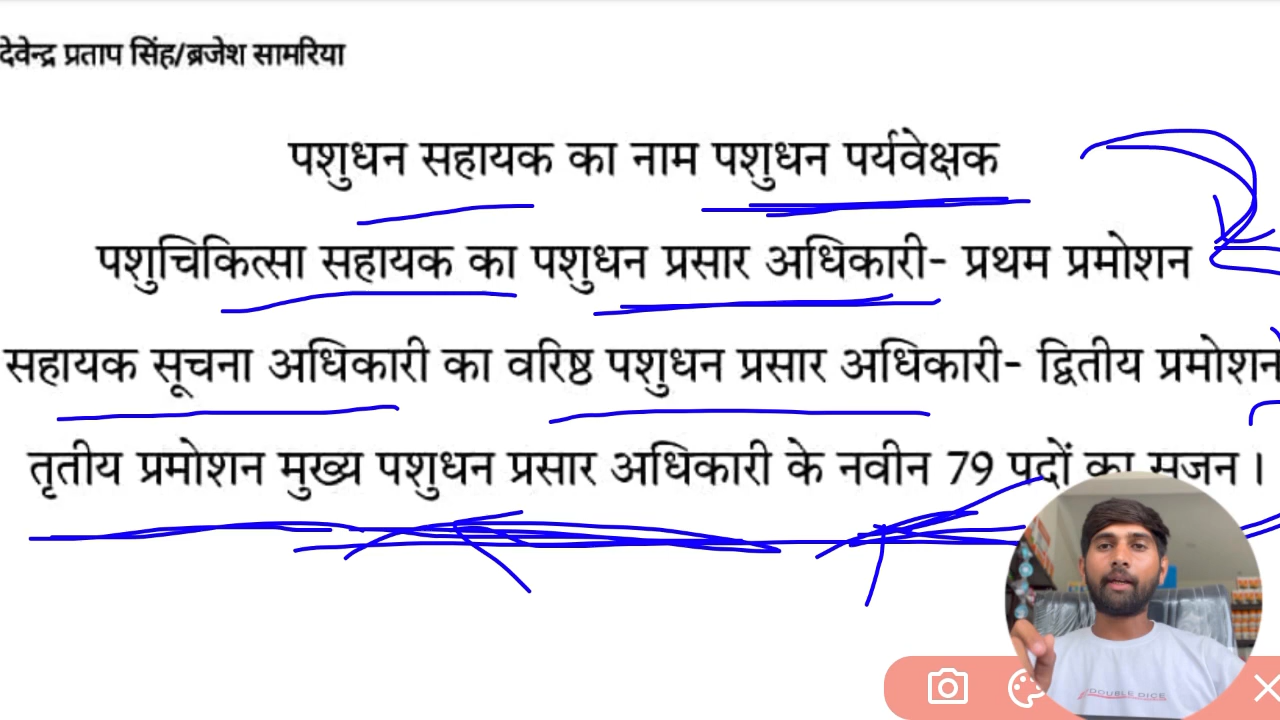 देवेन्द्र प्रताप सिंह/ब्रजेश सामरिया
पशुधन सहायक का नाम पशुधन पर्यवेक्षक
पशुचिकित्सा सहायक का पशुधन प्रसार अधिकारी- प्रथम प्रमोशन
सहायक सूचना अधिकारी का वरिष्ठ पशुधन प्रसार अधिकारी- द्वितीय प्रमोशन
तृतीय प्रमोशन मुख्य पशुधन प्रसार अधिकारी के नवीन 79 पदों का सृजन।
DOUBLE DICE